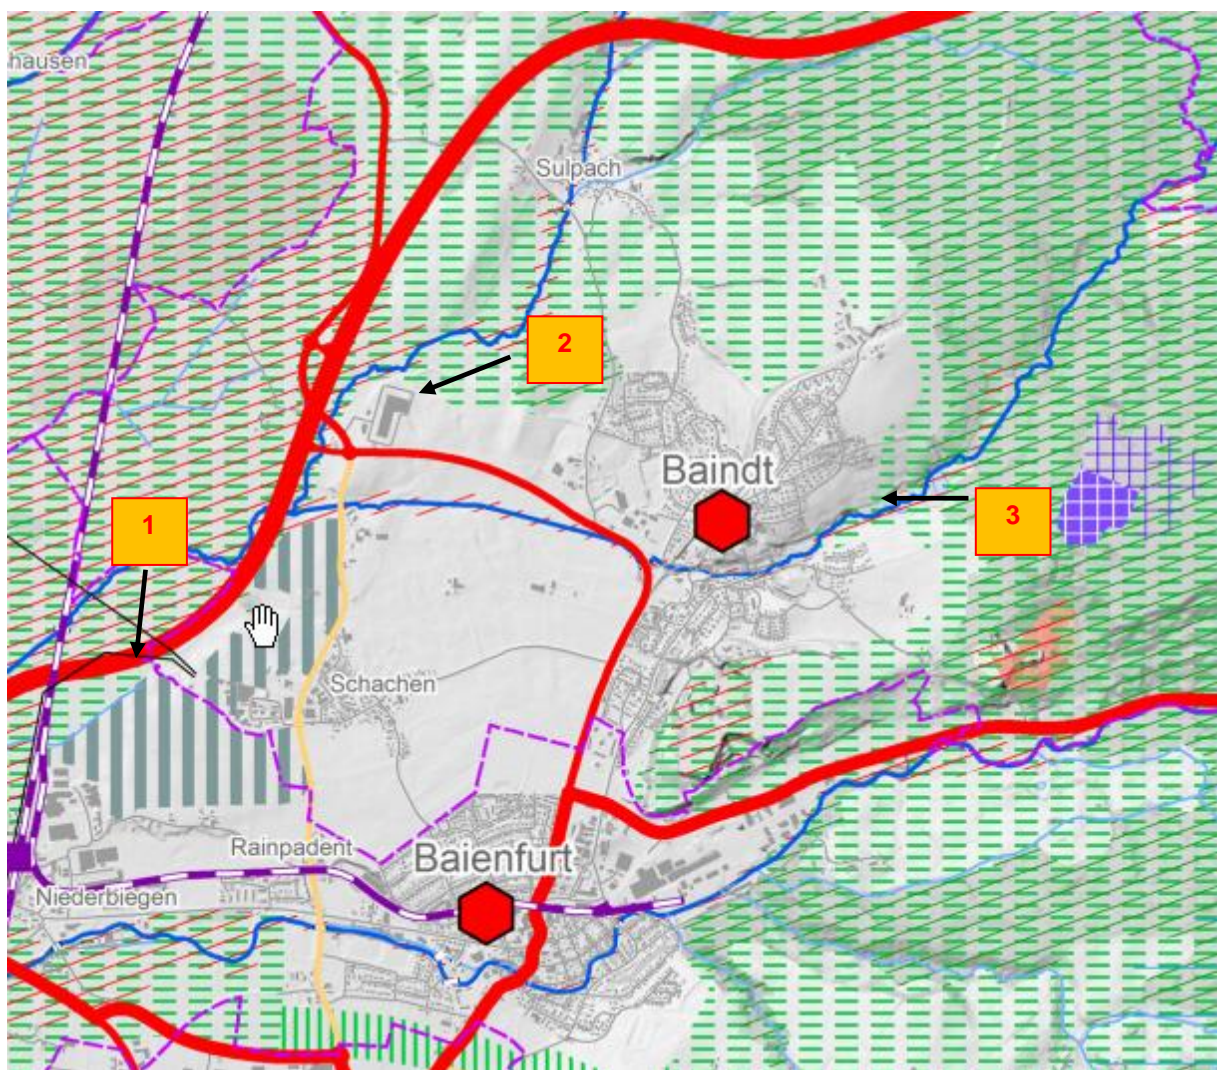 hausen
Sulpach
2
Baindt
1
3
Schachen
Rainpadent
Baienfurt
Niederbiegen